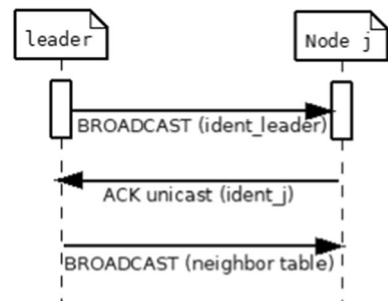 leader
Node j
BROADCAST (ident_leader)
ACK unicast (ident_j)
BROADCAST (neighbor table)